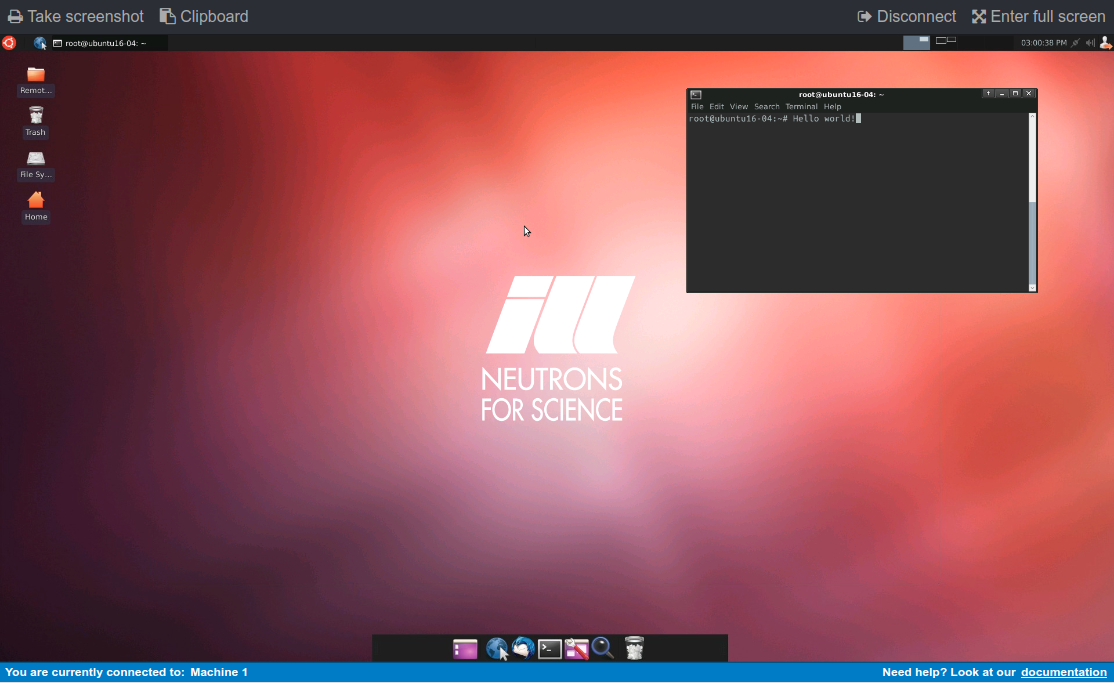 Take screenshot Clipboard Disconnect Enter full screen
root@ubuntu16-04: ~ 03:00:38 PM
Remot...
Trash
File Sy...
Home
root@ubuntu16-04: ~
File Edit View Search Terminal Help
root@ubuntu16-04:~# Hello world!
ill
NEUTRONS
FOR SCIENCE
You are currently connected to: Machine 1 Need help? Look at our documentation